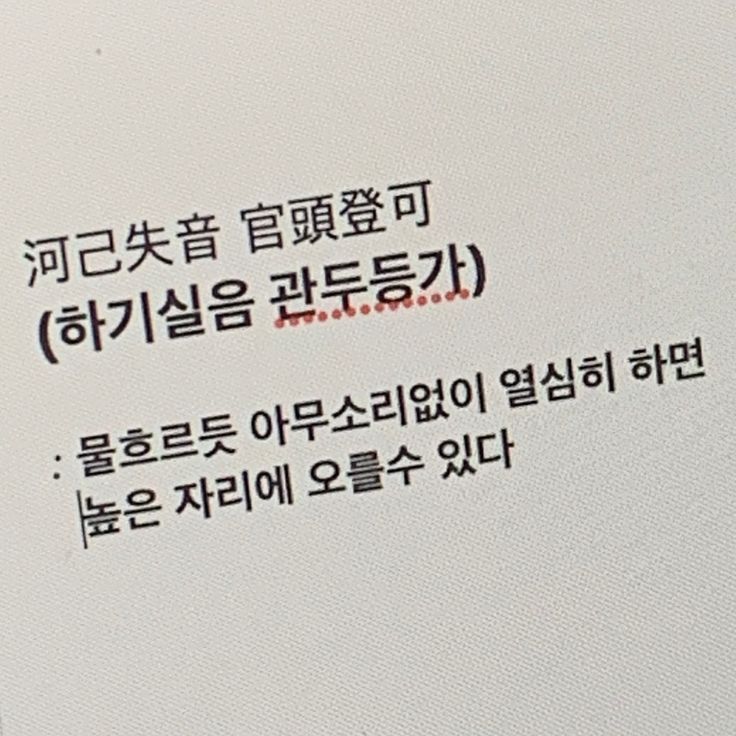 河己失音 官頭登可
(하기실음 관두등가)
: 물흐르듯 아무소리없이 열심히 하면
높은 자리에 오를수 있다